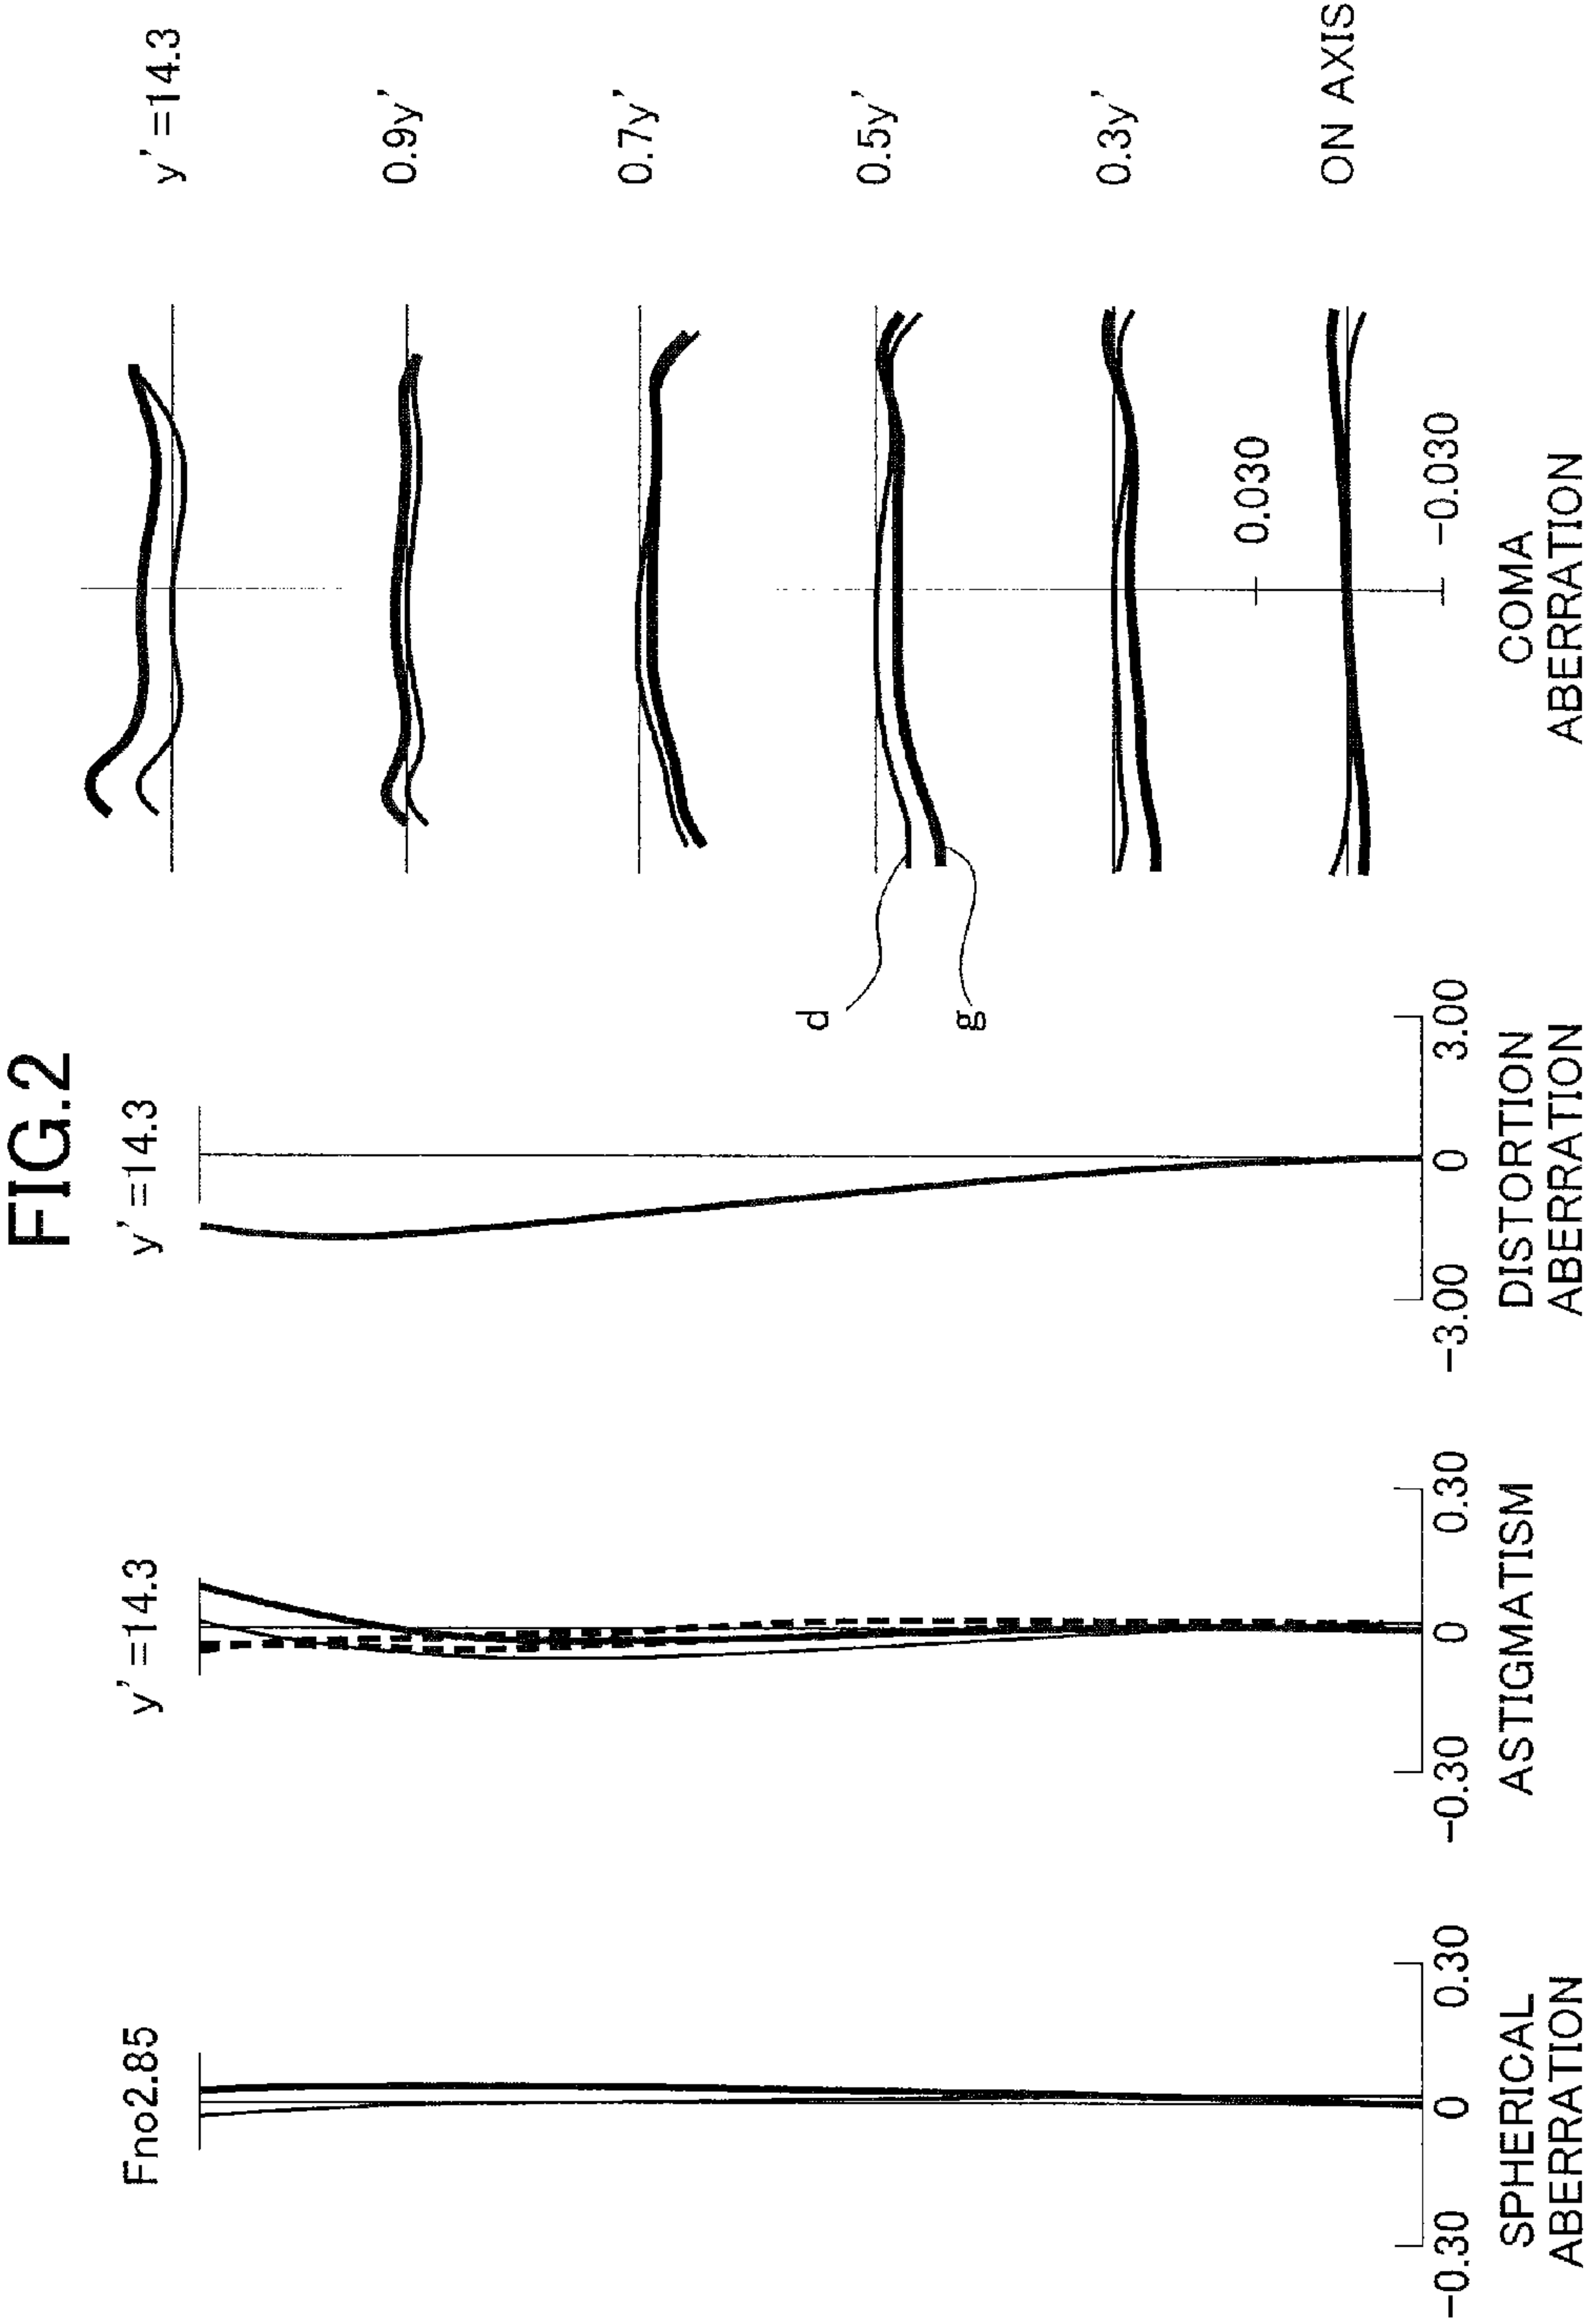 FIG.2
Fno2.85
-0.30 0 0.30
SPHERICAL
ABERRATION
y'=14.3
-0.30 0 0.30
ASTIGMATISM
y'=14.3
-3.00 0 3.00
DISTORTION
ABERRATION
y'=14.3
0.9y'
0.7y'
0.5y'
d
g
0.3y'
0.030
ON AXIS
-0.030
COMA
ABERRATION